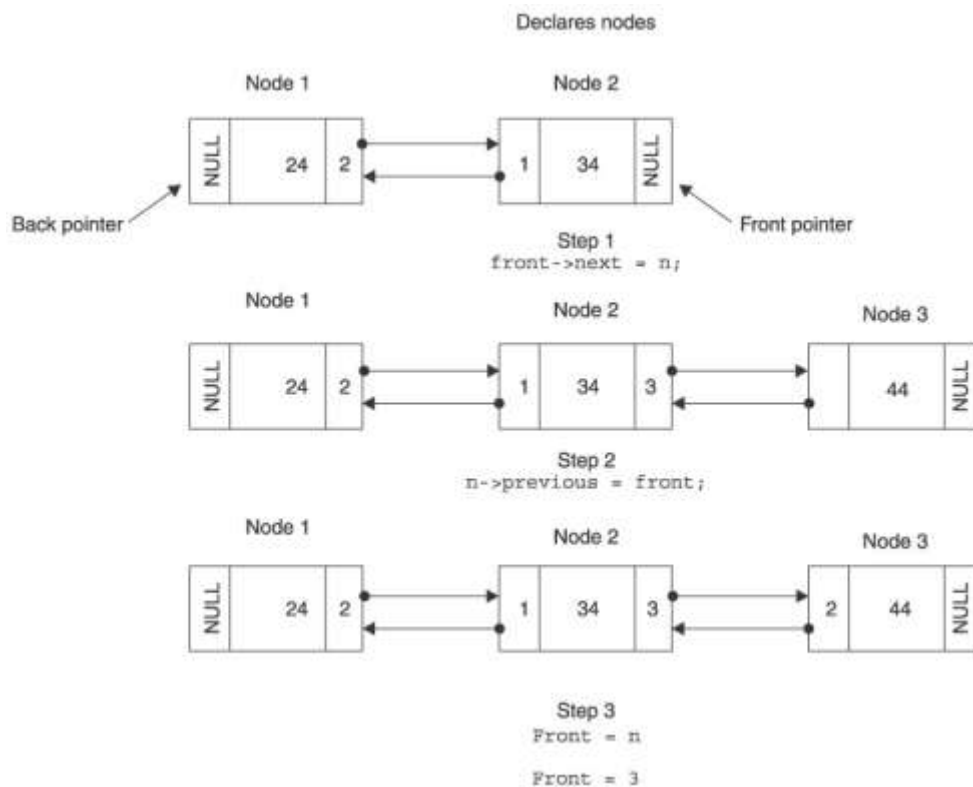 Declares nodes
Node 1 Node 2
NULL 24 2 1 34 NULL
Back pointer Front pointer
Step 1
front->next = n;
Node 1 Node 2 Node 3
NULL 24 2 1 34 3 44 NULL
Step 2
n->previous = front;
Node 1 Node 2 Node 3
NULL 24 2 1 34 3 2 44 NULL
Step 3
Front = n
Front = 3